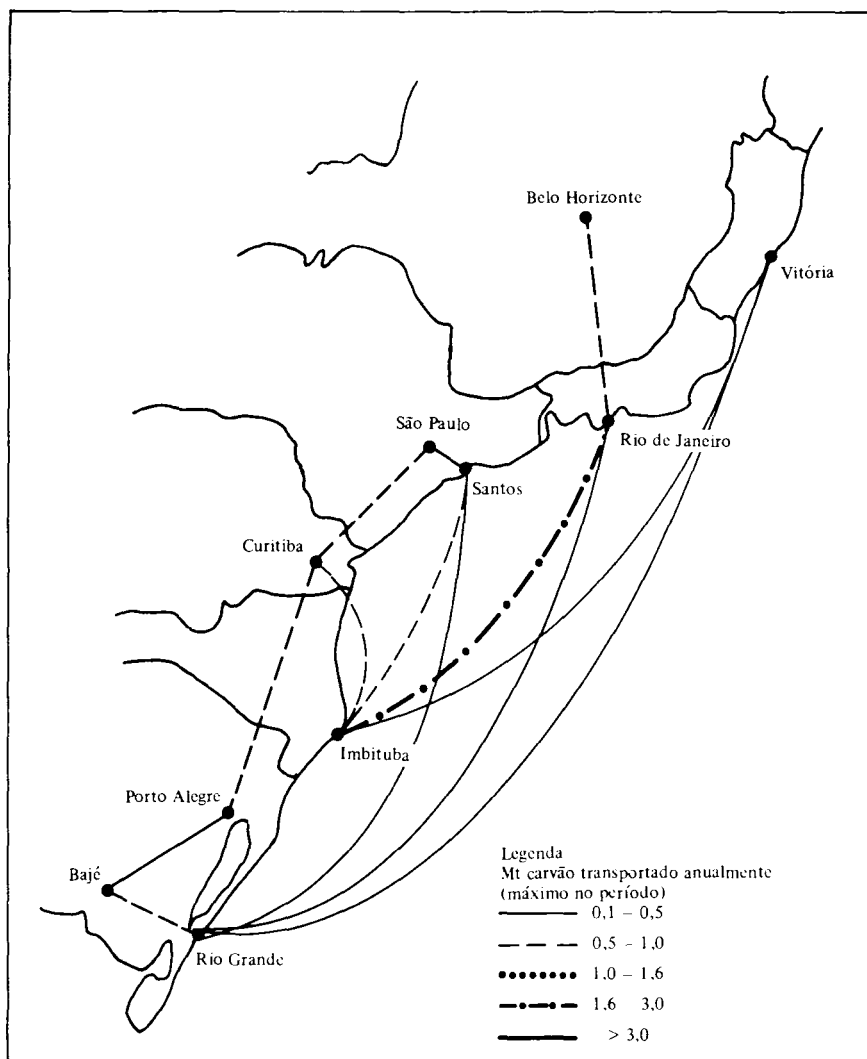 Belo Horizonte
Vitória
São Paulo
Rio de Janeiro
Santos
Curitiba
Imbituba
Porto Alegre
Bajé
Rio Grande
Legenda
Mt carvão transportado anualmente
(máximo no período)
0,1 – 0,5
0,5 - 1,0
1,0 – 1,6
1,6 3,0
> 3,0